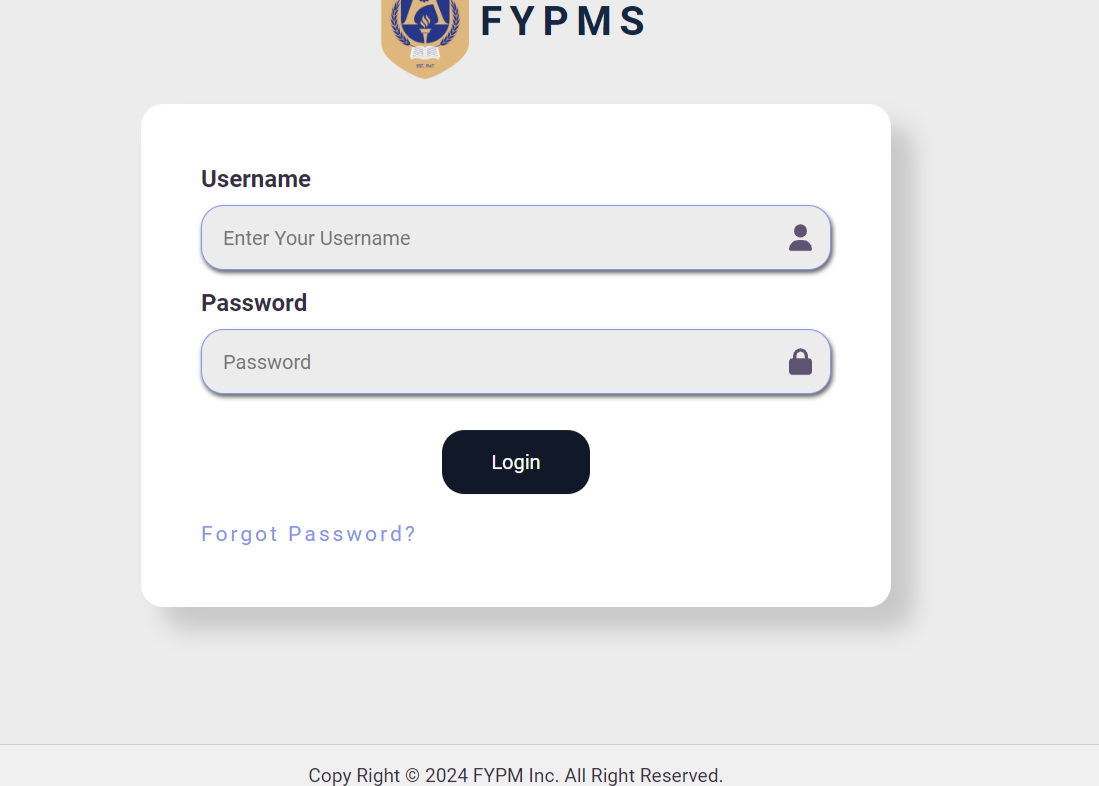 FYPMS
Username
Enter Your Username
Password
Password
Login
Forgot Password?
Copy Right © 2024 FYPM Inc. All Right Reserved.